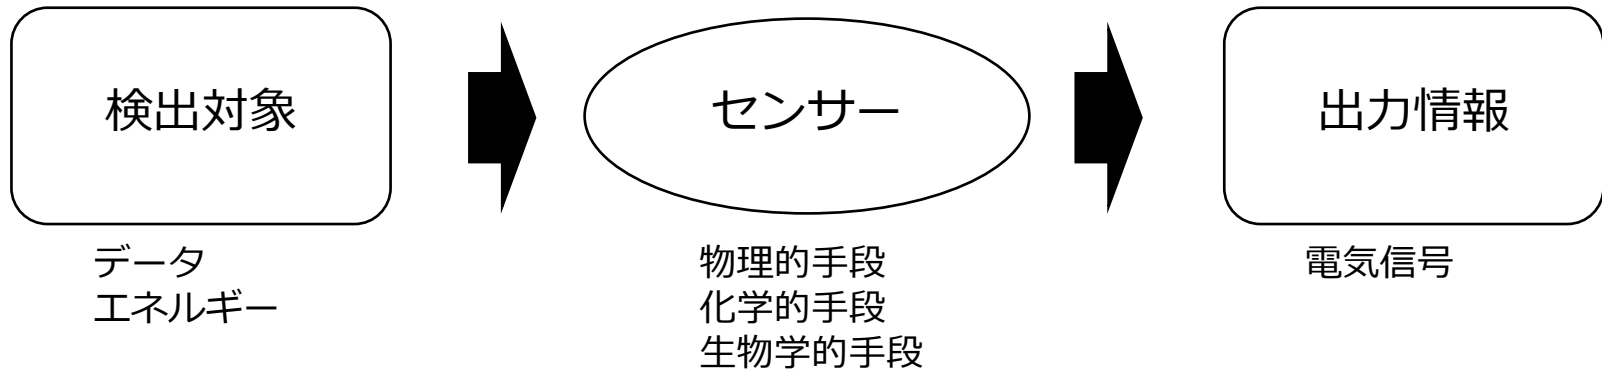 検出対象
センサー
出力情報
データ
エネルギー
物理的手段
化学的手段
生物学的手段
電気信号